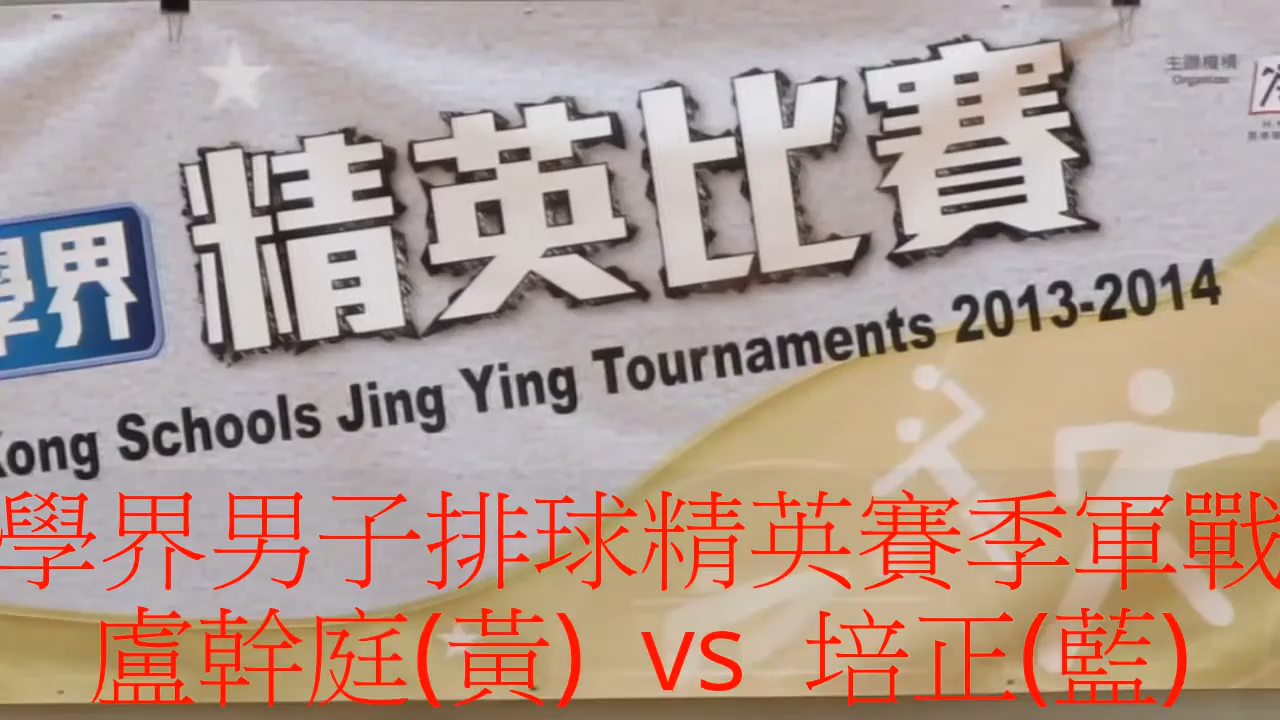 主辦機構
Organizer
學界
精英比賽
Kong Schools Jing Ying Tournaments 2013-2014
學界男子排球精英賽季軍戰
盧幹庭(黃) vs 培正(藍)